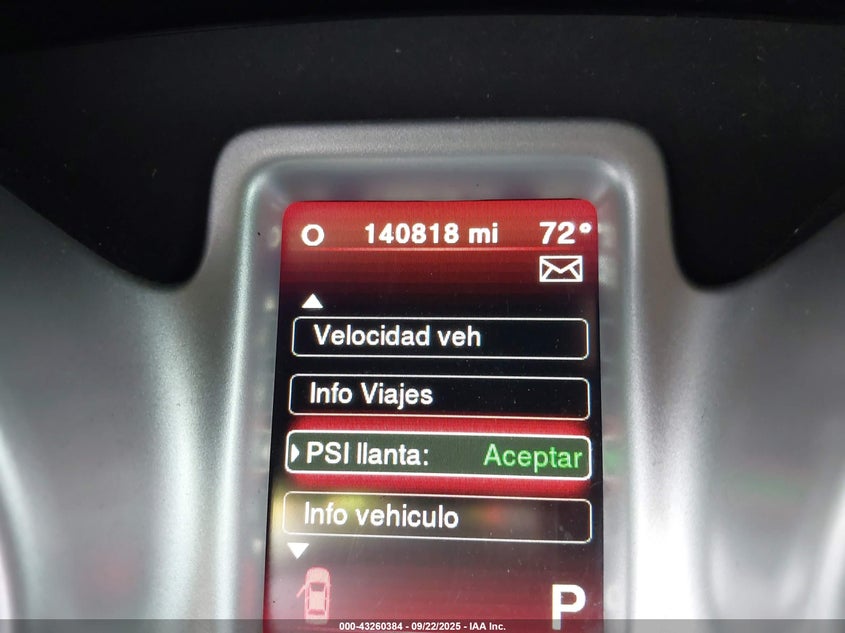 O 140818 mi 72°
Velocidad veh
Info Viajes
PSI llanta: Aceptar
Info vehiculo
P
000-43260384 - 09/22/2025 - IAA Inc.